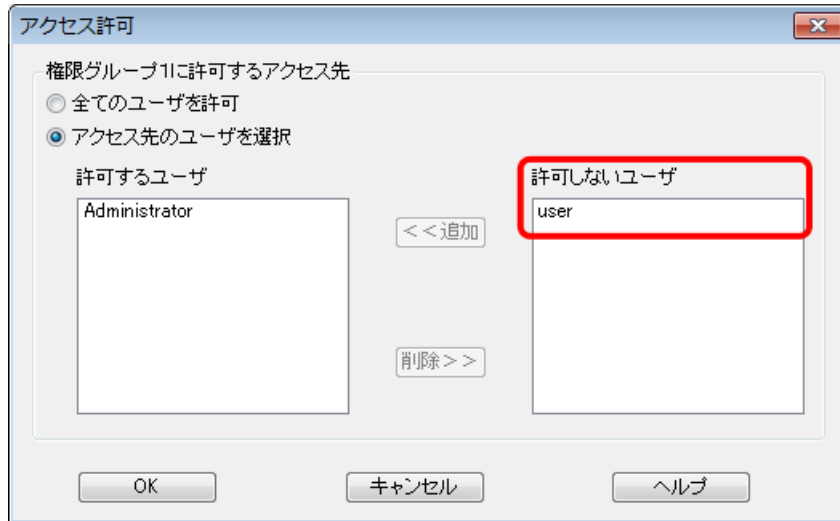 アクセス許可
権限グループ1に許可するアクセス先
全てのユーザを許可
アクセス先のユーザを選択
許可するユーザ
許可しないユーザ
Administrator
user
<<追加
削除>>
OK
キャンセル
ヘルプ